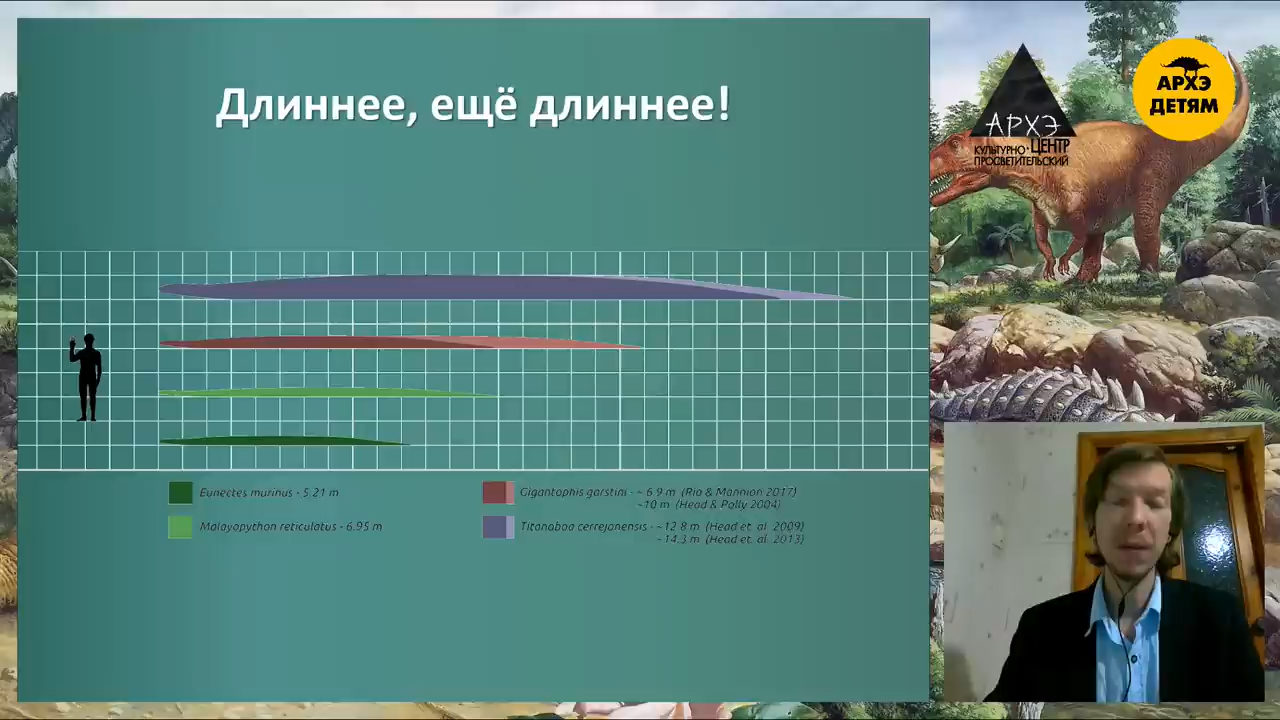 Длиннее, ещё длиннее!
АРХЭ
КУЛЬТУРНО-ПРОСВЕТИТЕЛЬСКИЙ ЦЕНТР
АРХЭ
ДЕТЯМ
Eunectes murinus - 5.21 m
Malayopython reticulatus - 6.95 m
Gigantophis garstini - ~ 6.9 m (Rio & Mannion 2017)
~10 m (Head & Polly 2004)
Titanoboa cerrejonensis - ~12.8 m (Head et. al. 2009)
~14.3 m (Head et. al. 2013)